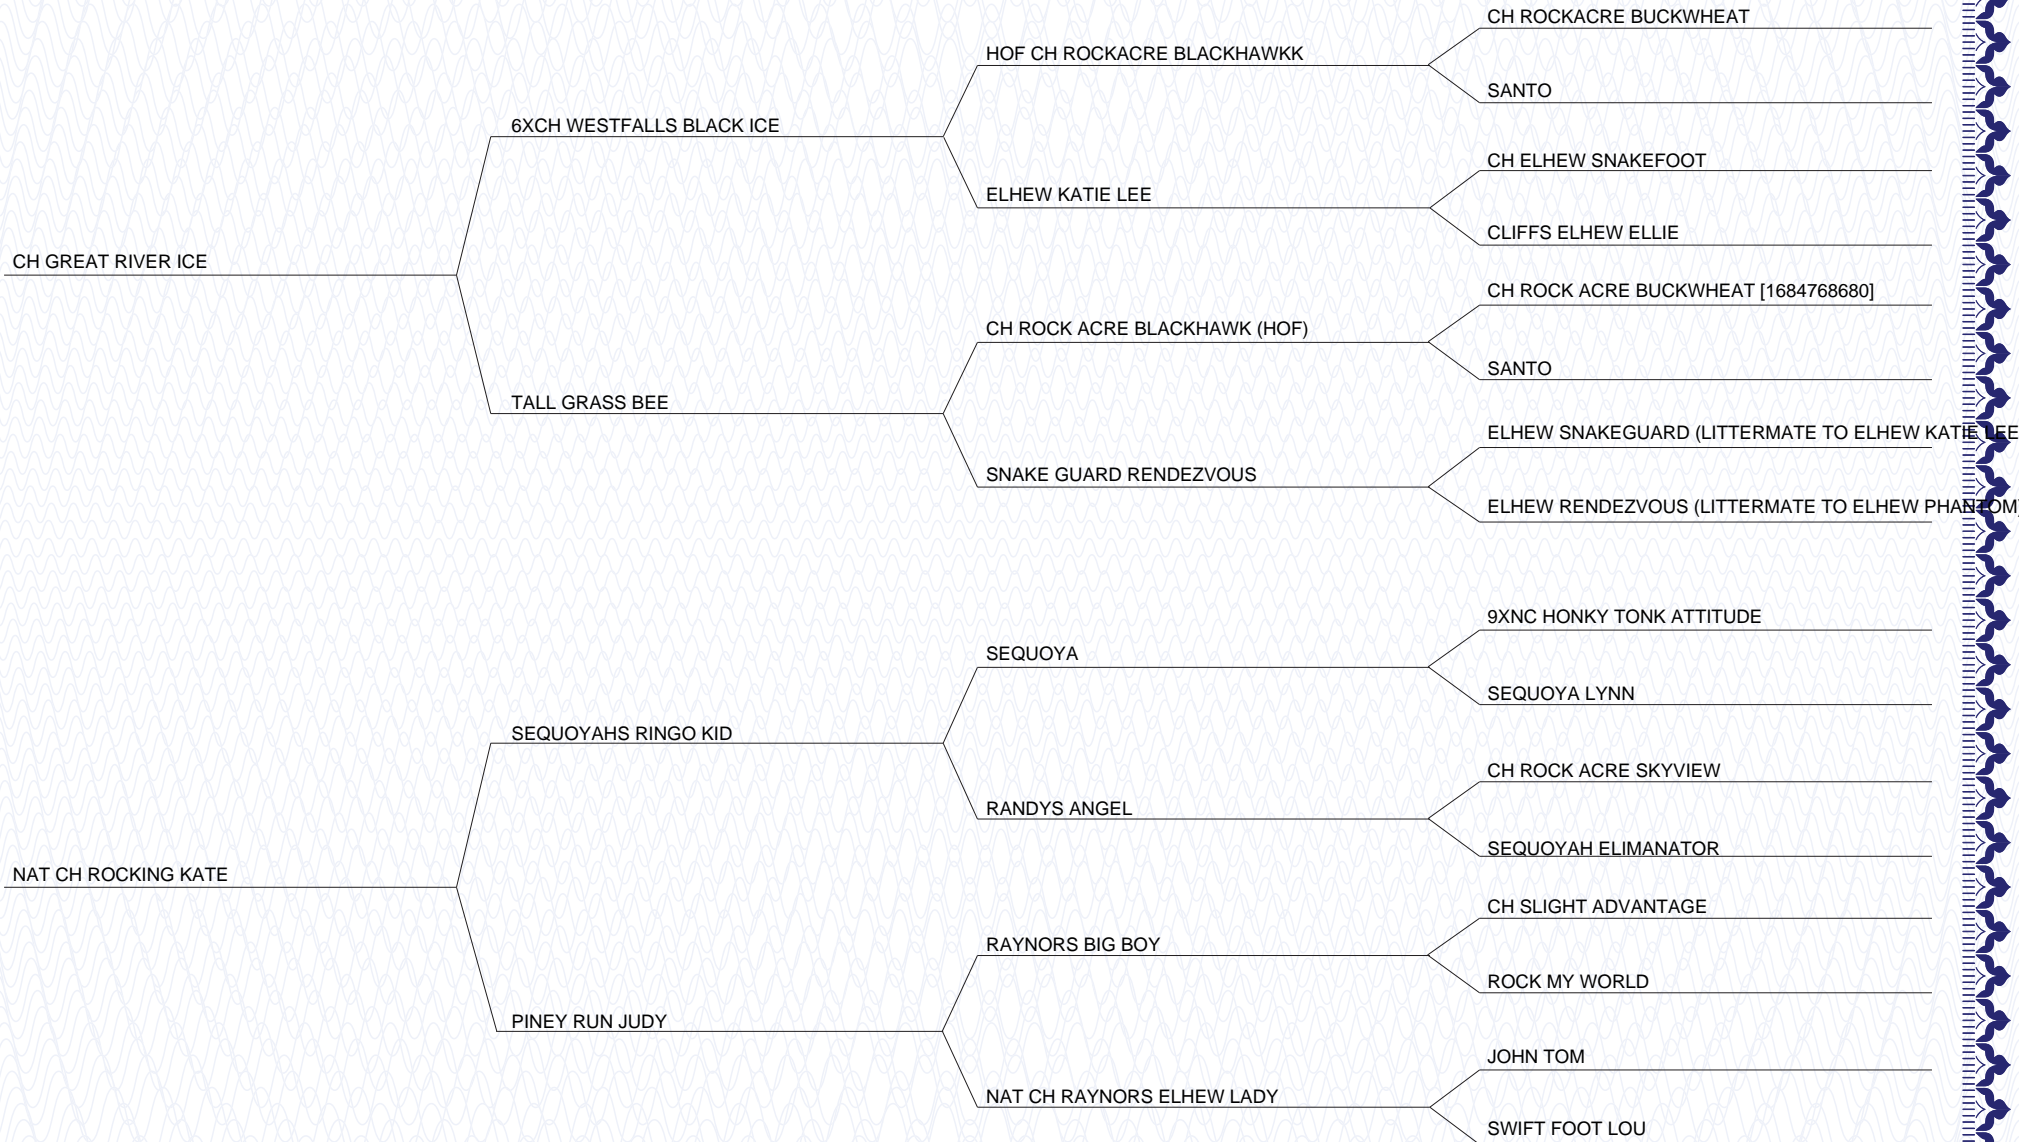 CH ROCKACRE BUCKWHEAT
HOF CH ROCKACRE BLACKHAWKK
SANTO
6XCH WESTFALLS BLACK ICE
CH ELHEW SNAKEFOOT
ELHEW KATIE LEE
CLIFFS ELHEW ELLIE
CH GREAT RIVER ICE
CH ROCK ACRE BUCKWHEAT [1684768680]
CH ROCK ACRE BLACKHAWK (HOF)
SANTO
TALL GRASS BEE
ELHEW SNAKEGUARD (LITTERMATE TO ELHEW KATIE LEE
SNAKE GUARD RENDEZVOUS
ELHEW RENDEZVOUS (LITTERMATE TO ELHEW PHANTOM)
9XNC HONKY TONK ATTITUDE
SEQUOYA
SEQUOYA LYNN
SEQUOYAHS RINGO KID
CH ROCK ACRE SKYVIEW
RANDYS ANGEL
SEQUOYAH ELIMANATOR
NAT CH ROCKING KATE
CH SLIGHT ADVANTAGE
RAYNORS BIG BOY
ROCK MY WORLD
PINEY RUN JUDY
JOHN TOM
NAT CH RAYNORS ELHEW LADY
SWIFT FOOT LOU